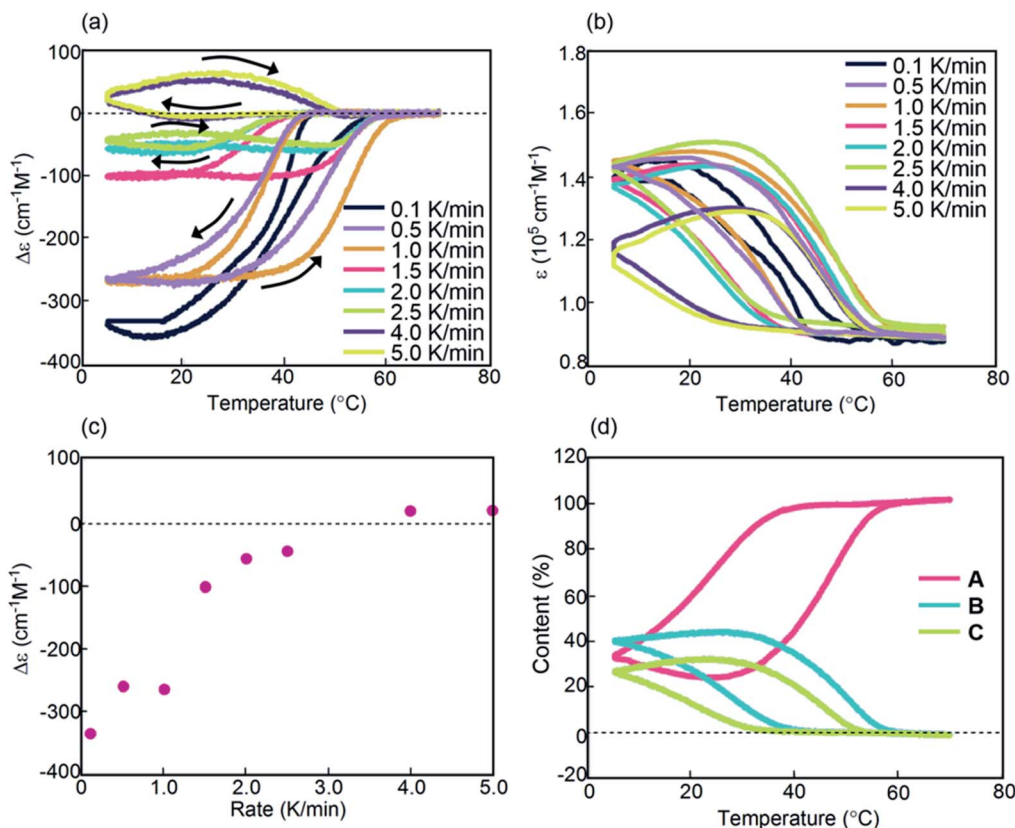 (a)
100
0
-100
-200
-300
-400
Δε (cm⁻¹M⁻¹)
0
20
40
60
80
Temperature (°C)
0.1 K/min
0.5 K/min
1.0 K/min
1.5 K/min
2.0 K/min
2.5 K/min
4.0 K/min
5.0 K/min
(b)
1.8
1.6
1.4
1.2
1.0
0.8
ε (10⁵ cm⁻¹M⁻¹)
0
20
40
60
80
Temperature (°C)
0.1 K/min
0.5 K/min
1.0 K/min
1.5 K/min
2.0 K/min
2.5 K/min
4.0 K/min
5.0 K/min
(c)
100
0
-100
-200
-300
-400
Δε (cm⁻¹M⁻¹)
0
1.0
2.0
3.0
4.0
5.0
Rate (K/min)
(d)
120
100
80
60
40
20
0
-20
Content (%)
0
20
40
60
80
Temperature (°C)
A
B
C